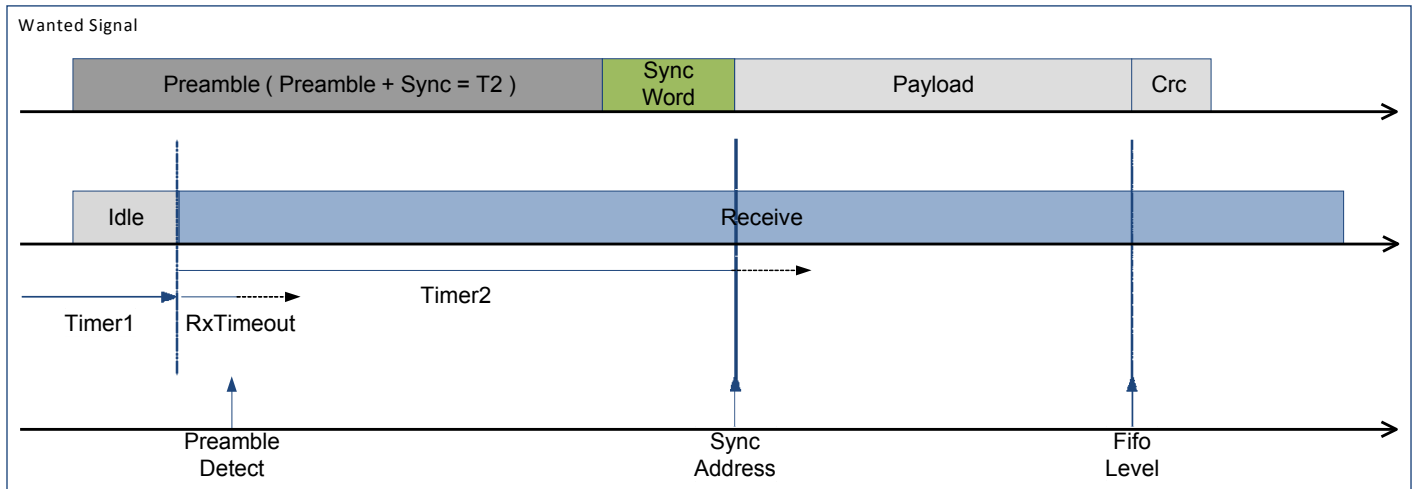 Wanted Signal
Preamble ( Preamble + Sync = T2 )
Sync
Word
Payload
Crc
Idle
Receive
Timer2
Timer1
RxTimeout
Preamble
Detect
Sync
Address
Fifo
Level